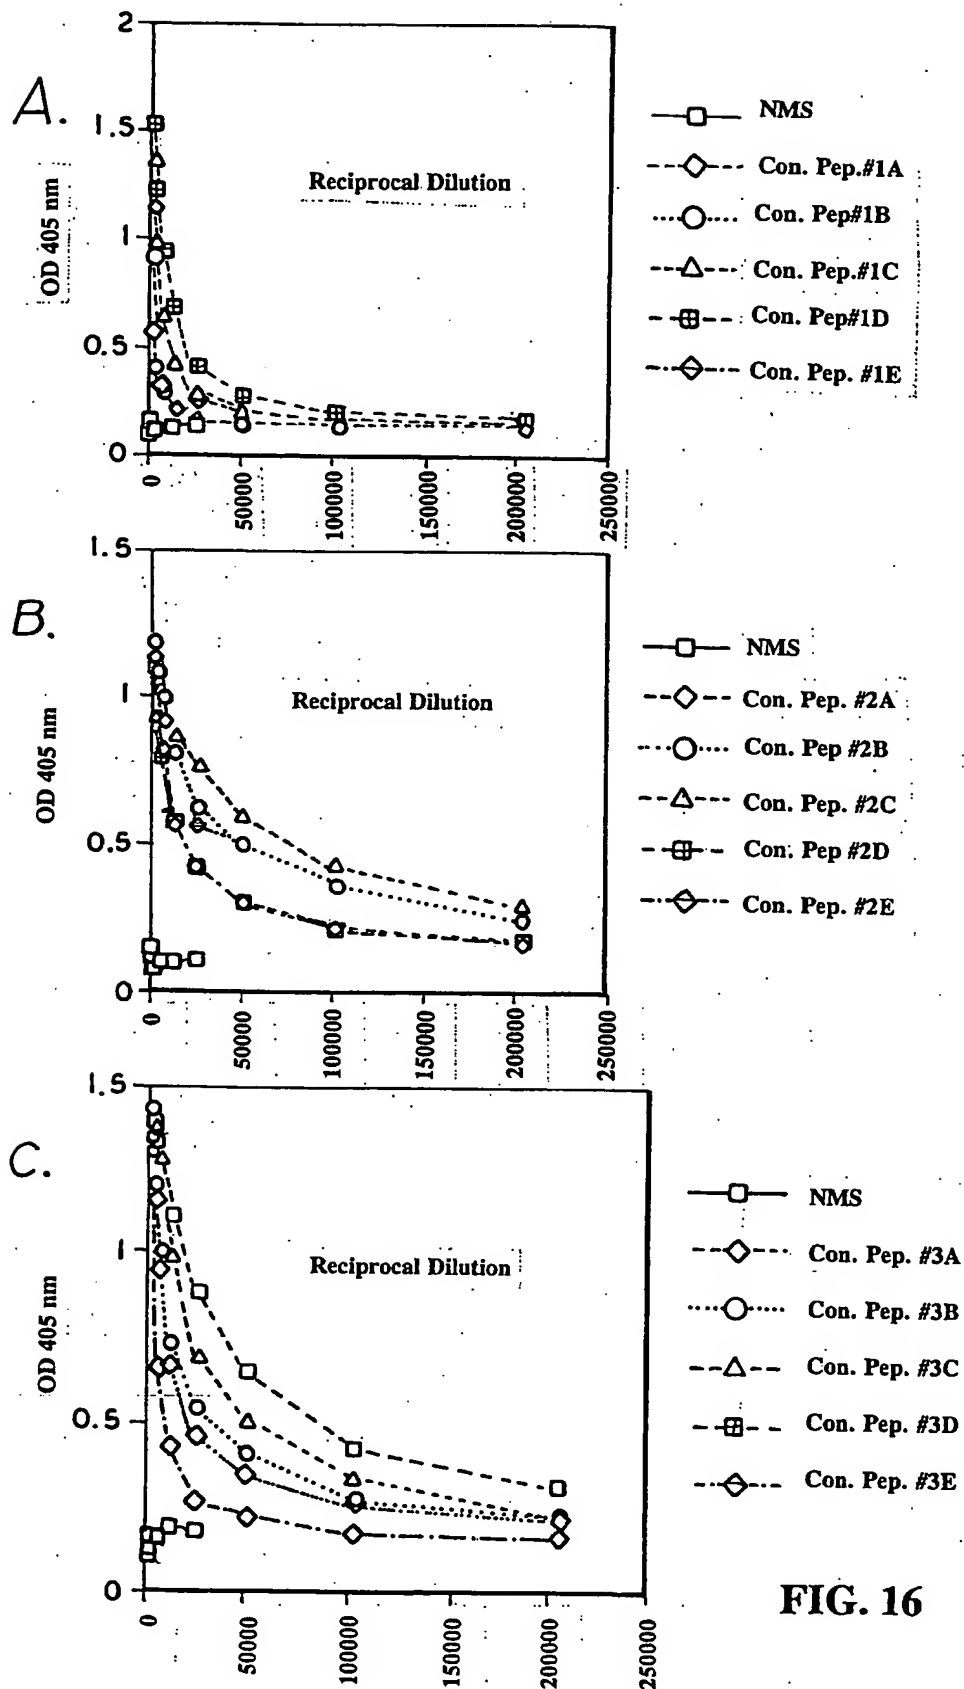 A.
2
1.5
1
0.5
0
OD 405 nm
Reciprocal Dilution
0
50000
100000
150000
200000
250000
NMS
Con. Pep.#1A
Con. Pep#1B
Con. Pep.#1C
Con. Pep#1D
Con. Pep. #1E
B.
1.5
1
0.5
0
OD 405 nm
Reciprocal Dilution
0
50000
100000
150000
200000
250000
NMS
Con. Pep. #2A
Con. Pep #2B
Con. Pep. #2C
Con. Pep #2D
Con. Pep. #2E
C.
1.5
1
0.5
0
OD 405 nm
Reciprocal Dilution
0
50000
100000
150000
200000
250000
NMS
Con. Pep. #3A
Con. Pep. #3B
Con. Pep. #3C
Con. Pep. #3D
Con. Pep. #3E
FIG. 16